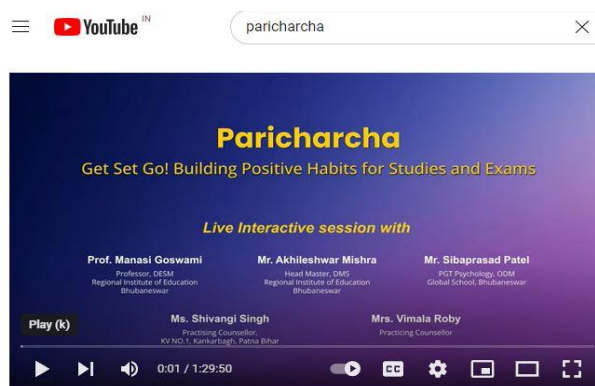 YouTube IN
paricharcha
Paricharcha
Get Set Go! Building Positive Habits for Studies and Exams
Live Interactive session with
Prof. Manasi Goswami
Professor, DESM
Regional Institute of Education
Bhubaneswar
Mr. Akhileshwar Mishra
Head Master, DMS
Regional Institute of Education
Bhubaneswar
Mr. Sibaprasad Patel
PGT Psychology, ODM
Global School, Bhubaneswar
Ms. Shivangi Singh
Practising Counsellor,
KV NO.1, Kankarbagh, Patna Bihar
Mrs. Vimala Roby
Practicing Counsellor
Play (k)
0:01 / 1:29:50
CC